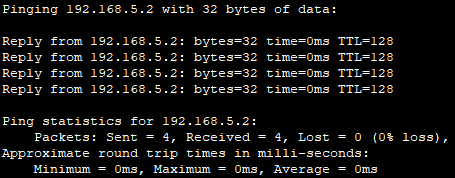 Pinging 192.168.5.2 with 32 bytes of data:
Reply from 192.168.5.2: bytes=32 time=0ms TTL=128
Reply from 192.168.5.2: bytes=32 time=0ms TTL=128
Reply from 192.168.5.2: bytes=32 time=0ms TTL=128
Reply from 192.168.5.2: bytes=32 time=0ms TTL=128
Ping statistics for 192.168.5.2:
Packets: Sent = 4, Received = 4, Lost = 0 (0% loss),
Approximate round trip times in milli-seconds:
Minimum = 0ms, Maximum = 0ms, Average = 0ms